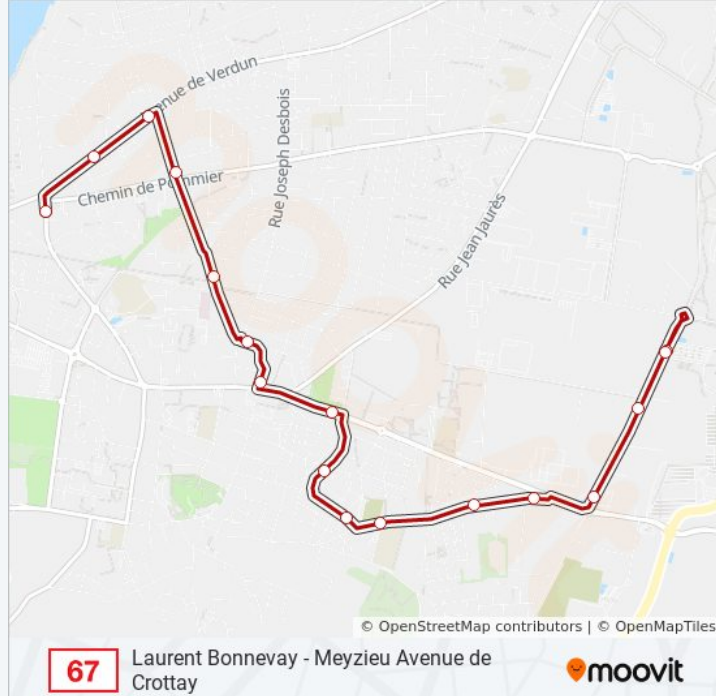 enue de Verdun
Rue Joseph Desbois
Chemin de Pommier
Rue Jean Jaurès
© OpenStreetMap contributors | © OpenMapTiles
67
Laurent Bonnevay - Meyzieu Avenue de
Crottay
moovit